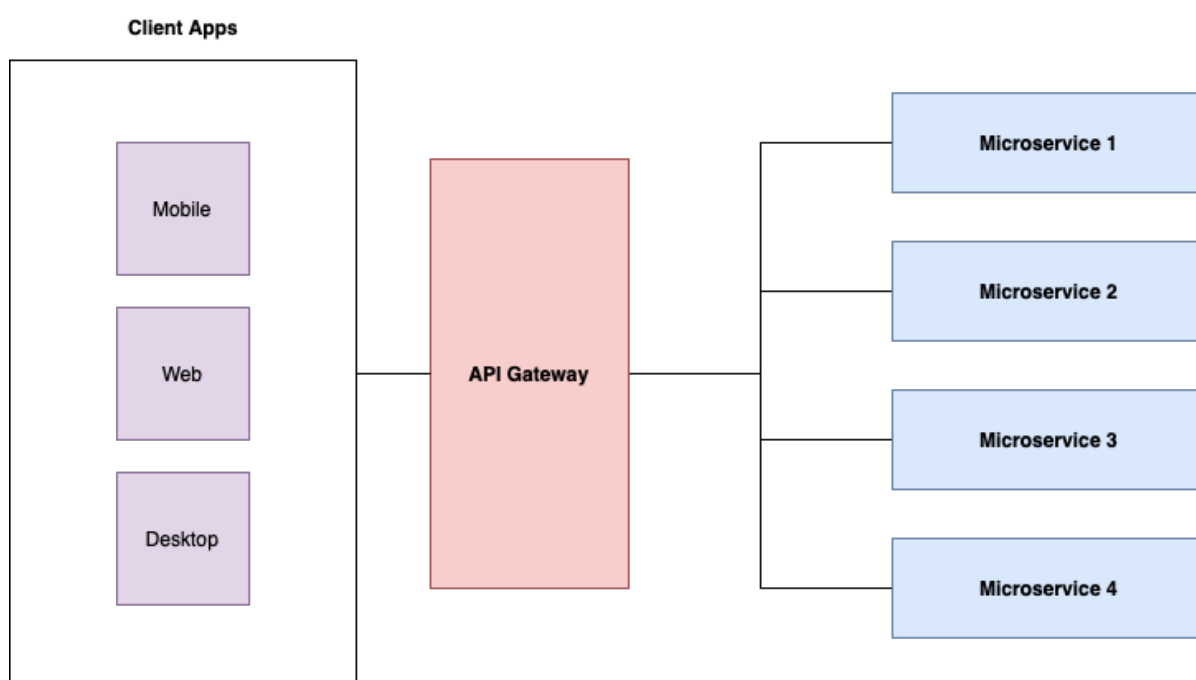 Client Apps
Mobile
Web
Desktop
API Gateway
Microservice 1
Microservice 2
Microservice 3
Microservice 4